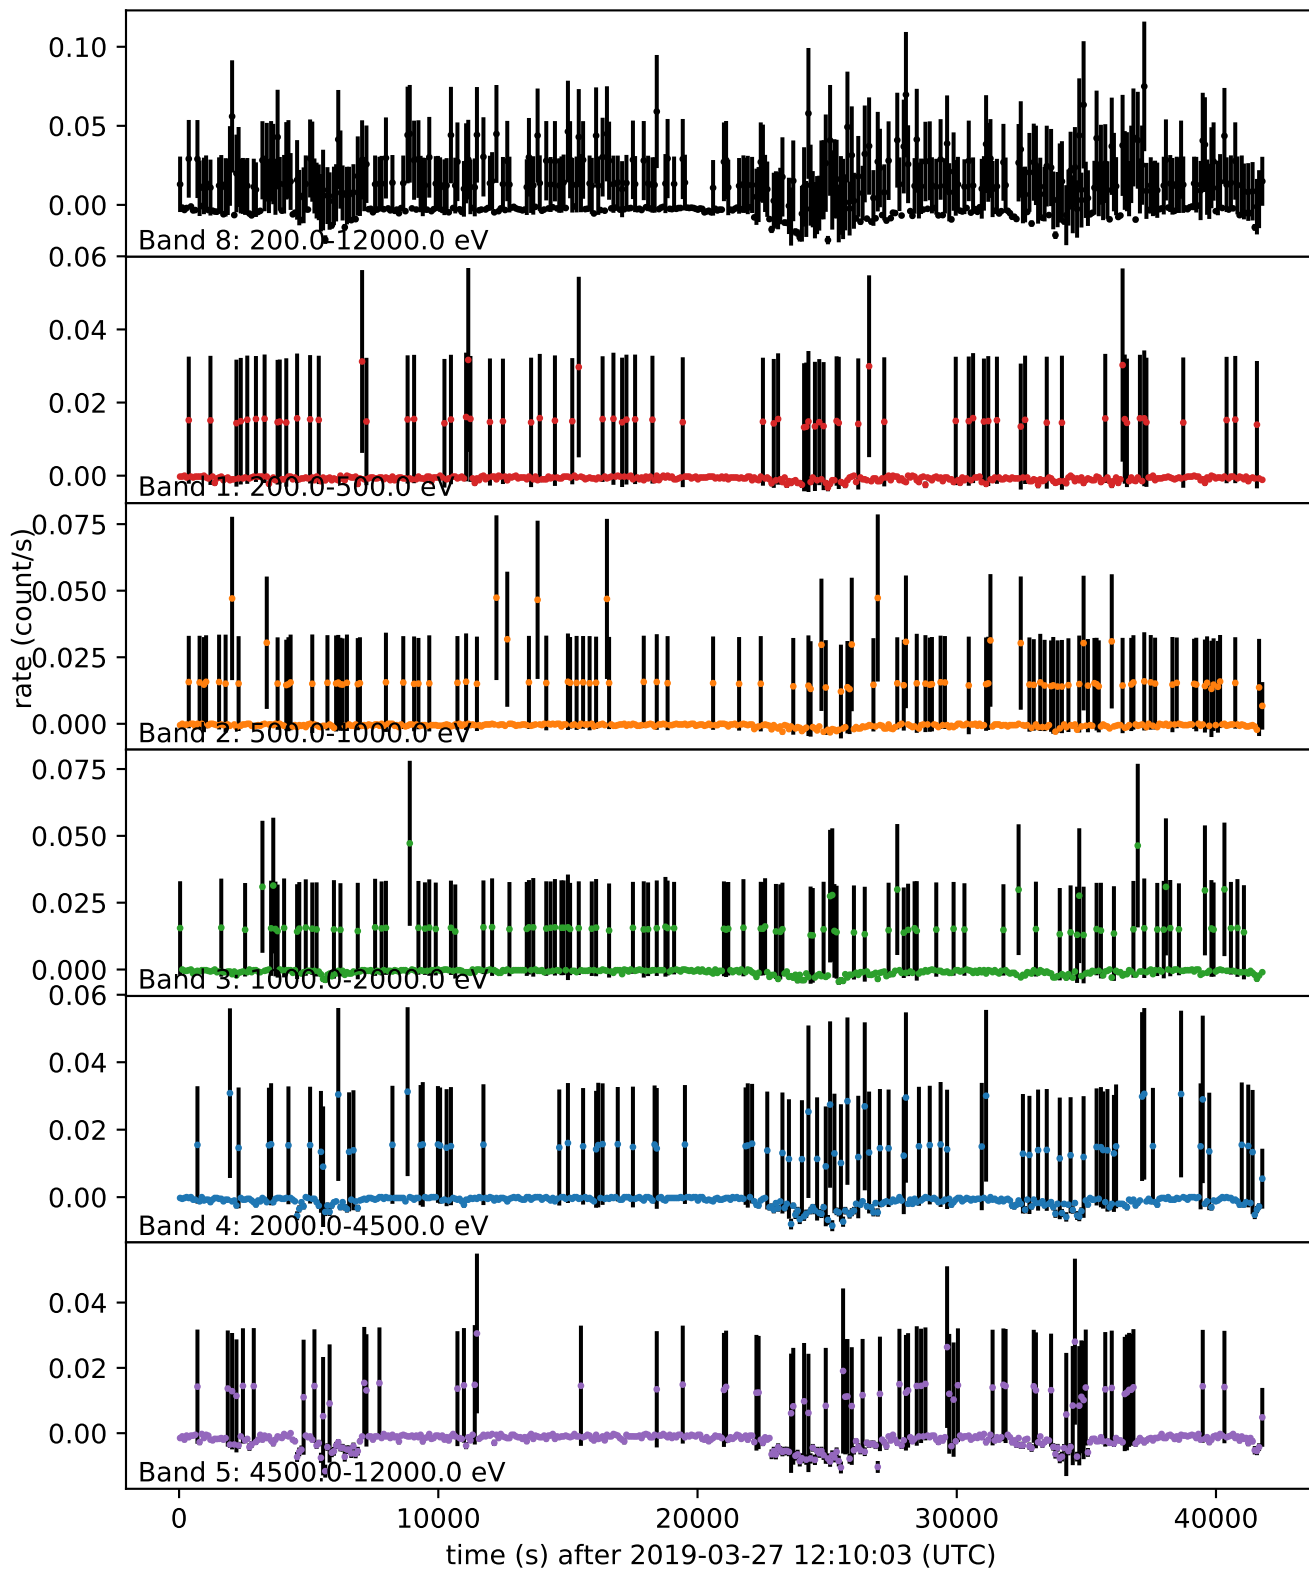 0.10
0.05
0.00
Band 8: 200.0-12000.0 eV
0.06
0.04
0.02
0.00
Band 1: 200.0-500.0 eV
rate (count/s)
0.075
0.050
0.025
0.000
Band 2: 500.0-1000.0 eV
0.075
0.050
0.025
0.000
Band 3: 1000.0-2000.0 eV
0.06
0.04
0.02
0.00
Band 4: 2000.0-4500.0 eV
0.04
0.02
0.00
Band 5: 4500.0-12000.0 eV
0 10000 20000 30000 40000
time (s) after 2019-03-27 12:10:03 (UTC)